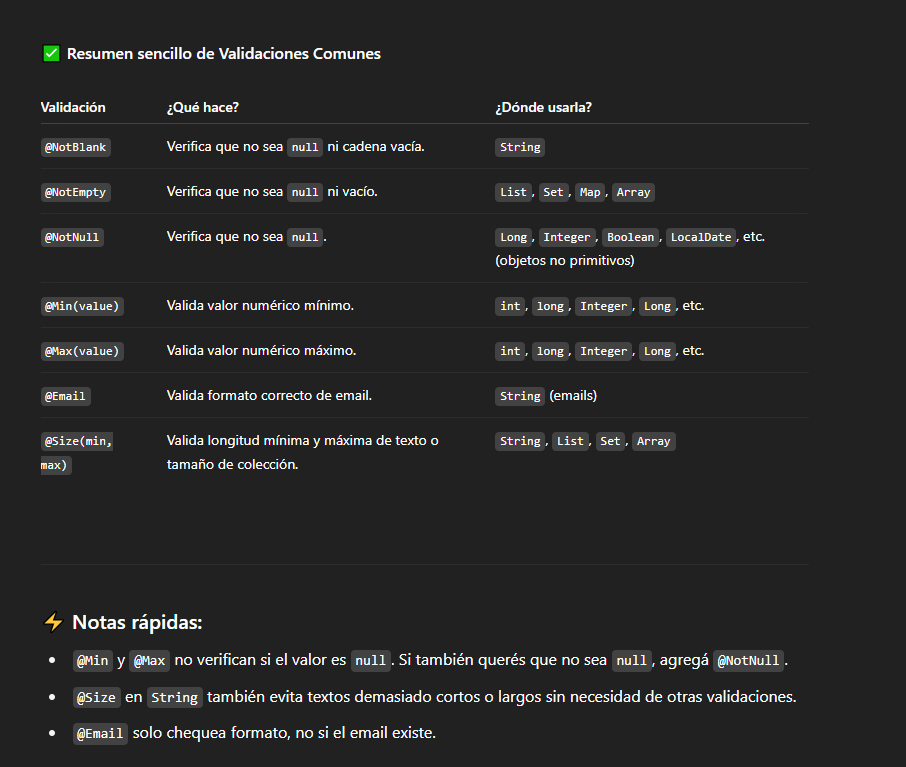 ✅ Resumen sencillo de Validaciones Comunes
Validación ¿Qué hace? ¿Dónde usarla?
@NotBlank Verifica que no sea null ni cadena vacía. String
@NotEmpty Verifica que no sea null ni vacío. List, Set, Map, Array
@NotNull Verifica que no sea null. Long, Integer, Boolean, LocalDate, etc.
(objetos no primitivos)
@Min(value) Valida valor numérico mínimo. int, long, Integer, Long, etc.
@Max(value) Valida valor numérico máximo. int, long, Integer, Long, etc.
@Email Valida formato correcto de email. String (emails)
@Size(min, Valida longitud mínima y máxima de texto o String, List, Set, Array
max) tamaño de colección.
⚡ Notas rápidas:
• @Min y @Max no verifican si el valor es null. Si también querés que no sea null, agregá @NotNull.
• @Size en String también evita textos demasiado cortos o largos sin necesidad de otras validaciones.
• @Email solo chequea formato, no si el email existe.